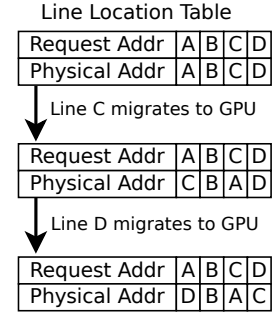 Line Location Table
Request Addr A B C D
Physical Addr A B C D
Line C migrates to GPU
Request Addr A B C D
Physical Addr C B A D
Line D migrates to GPU
Request Addr A B C D
Physical Addr D B A C